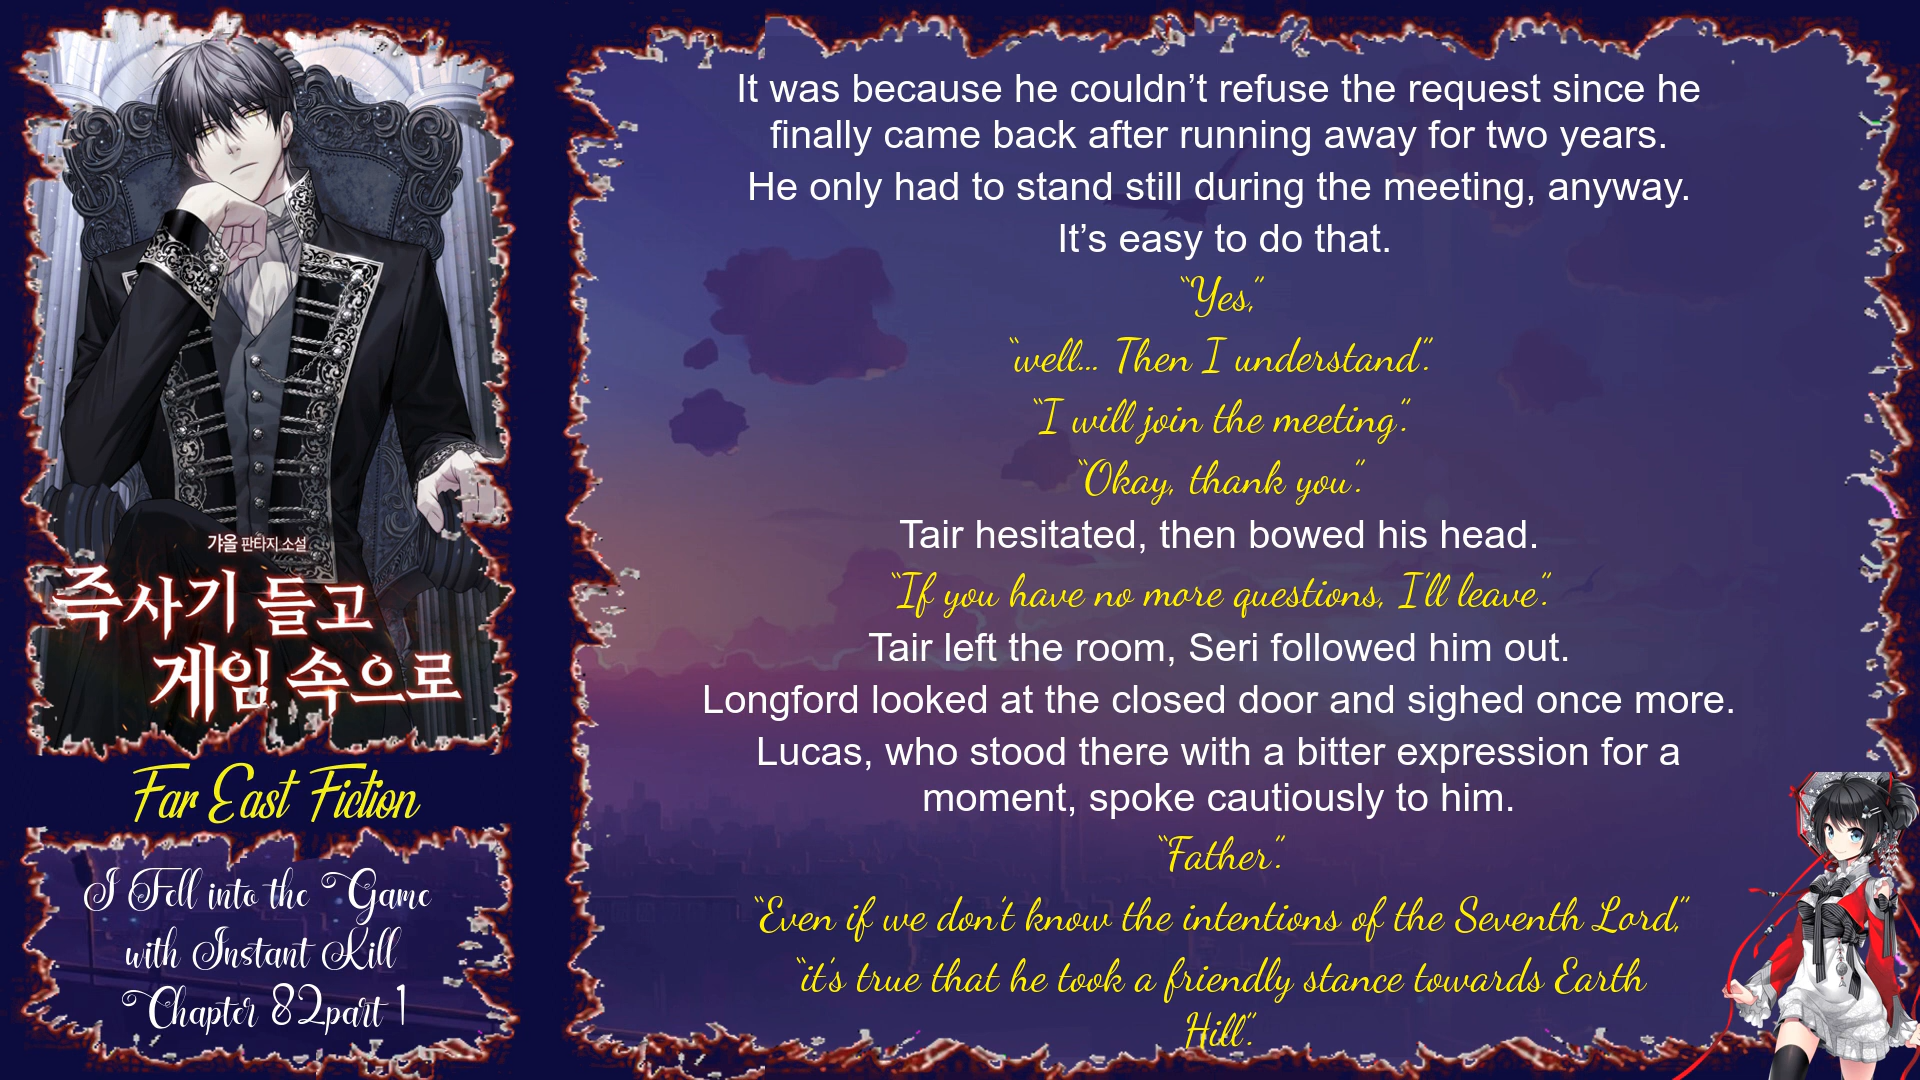 갸올 판타지 소설
즉사기 들고
게임 속으로
Far East Fiction
I Fell into the Game
with Instant Kill
Chapter 82part 1
It was because he couldn’t refuse the request since he
finally came back after running away for two years.
He only had to stand still during the meeting, anyway.
It’s easy to do that.
“Yes,”
“well… Then I understand”.
“I will join the meeting”.
“Okay, thank you”.
Tair hesitated, then bowed his head.
“If you have no more questions, I’ll leave”.
Tair left the room, Seri followed him out.
Longford looked at the closed door and sighed once more.
Lucas, who stood there with a bitter expression for a
moment, spoke cautiously to him.
“Father”.
“Even if we don’t know the intentions of the Seventh Lord,”
“it’s true that he took a friendly stance towards Earth
Hill”.